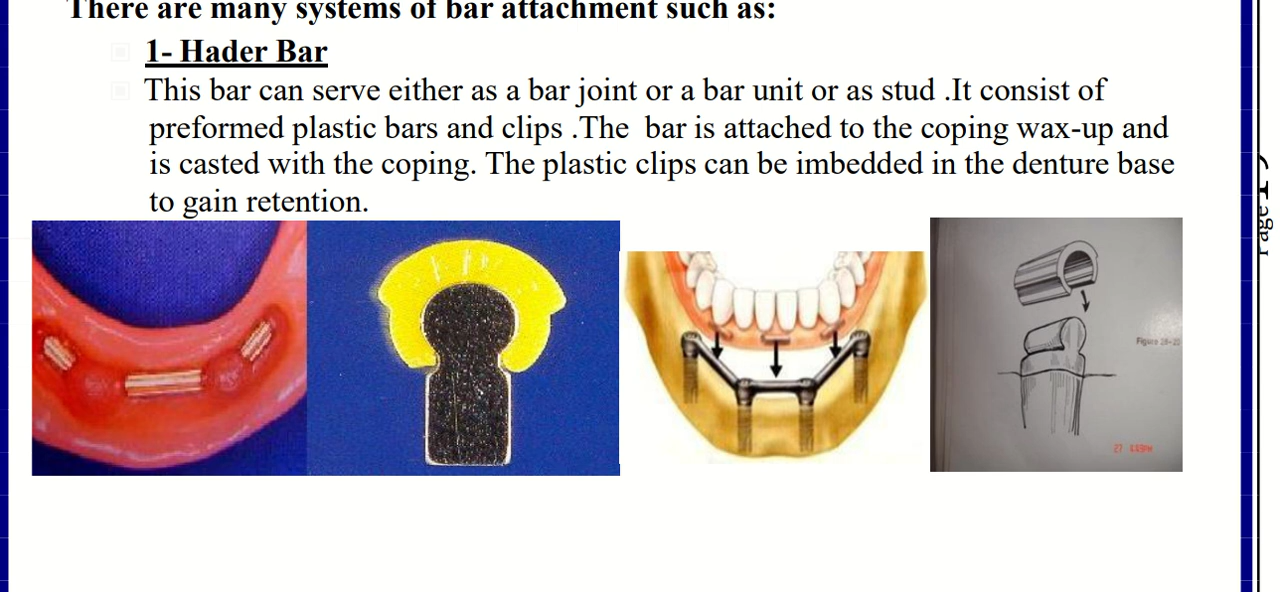 There are many systems of bar attachment such as:
1- Hader Bar
This bar can serve either as a bar joint or a bar unit or as stud .It consist of
preformed plastic bars and clips .The  bar is attached to the coping wax-up and
is casted with the coping. The plastic clips can be imbedded in the denture base
to gain retention.
Page